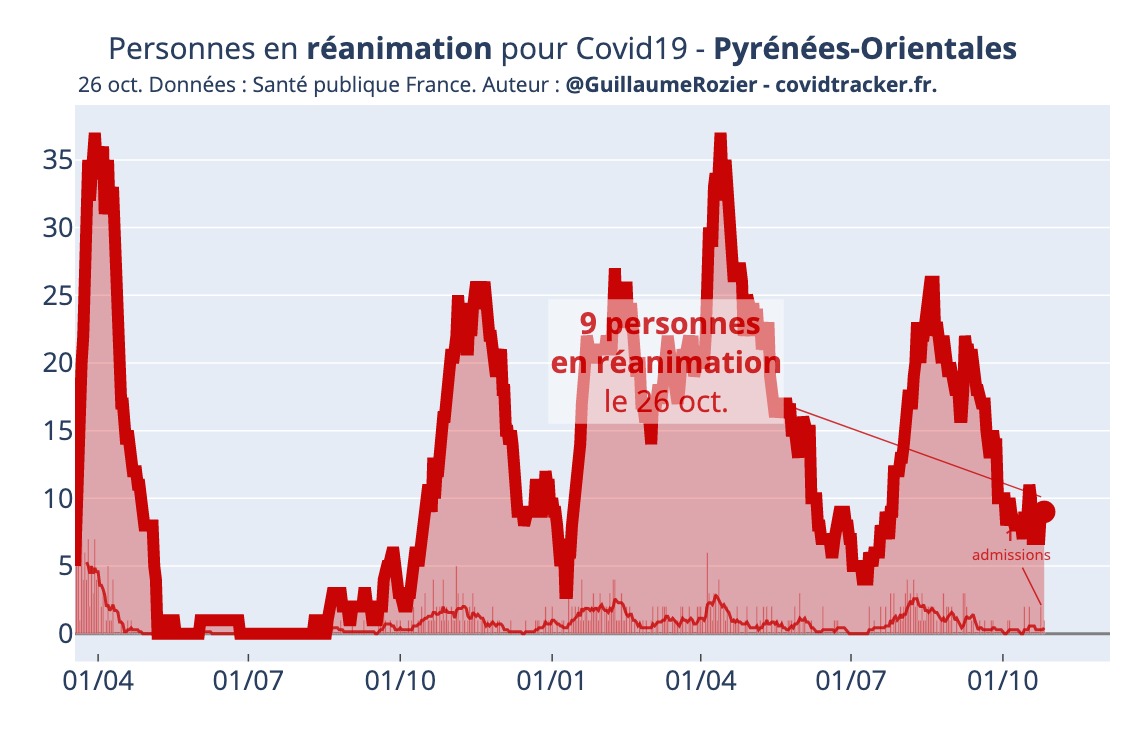 Personnes en réanimation pour Covid19 - Pyrénées-Orientales
26 oct. Données : Santé publique France. Auteur : @GuillaumeRozier - covidtracker.fr.
35
30
25
20
15
10
5
0
9 personnes
en réanimation
le 26 oct.
admissions
01/04
01/07
01/10
01/01
01/04
01/07
01/10